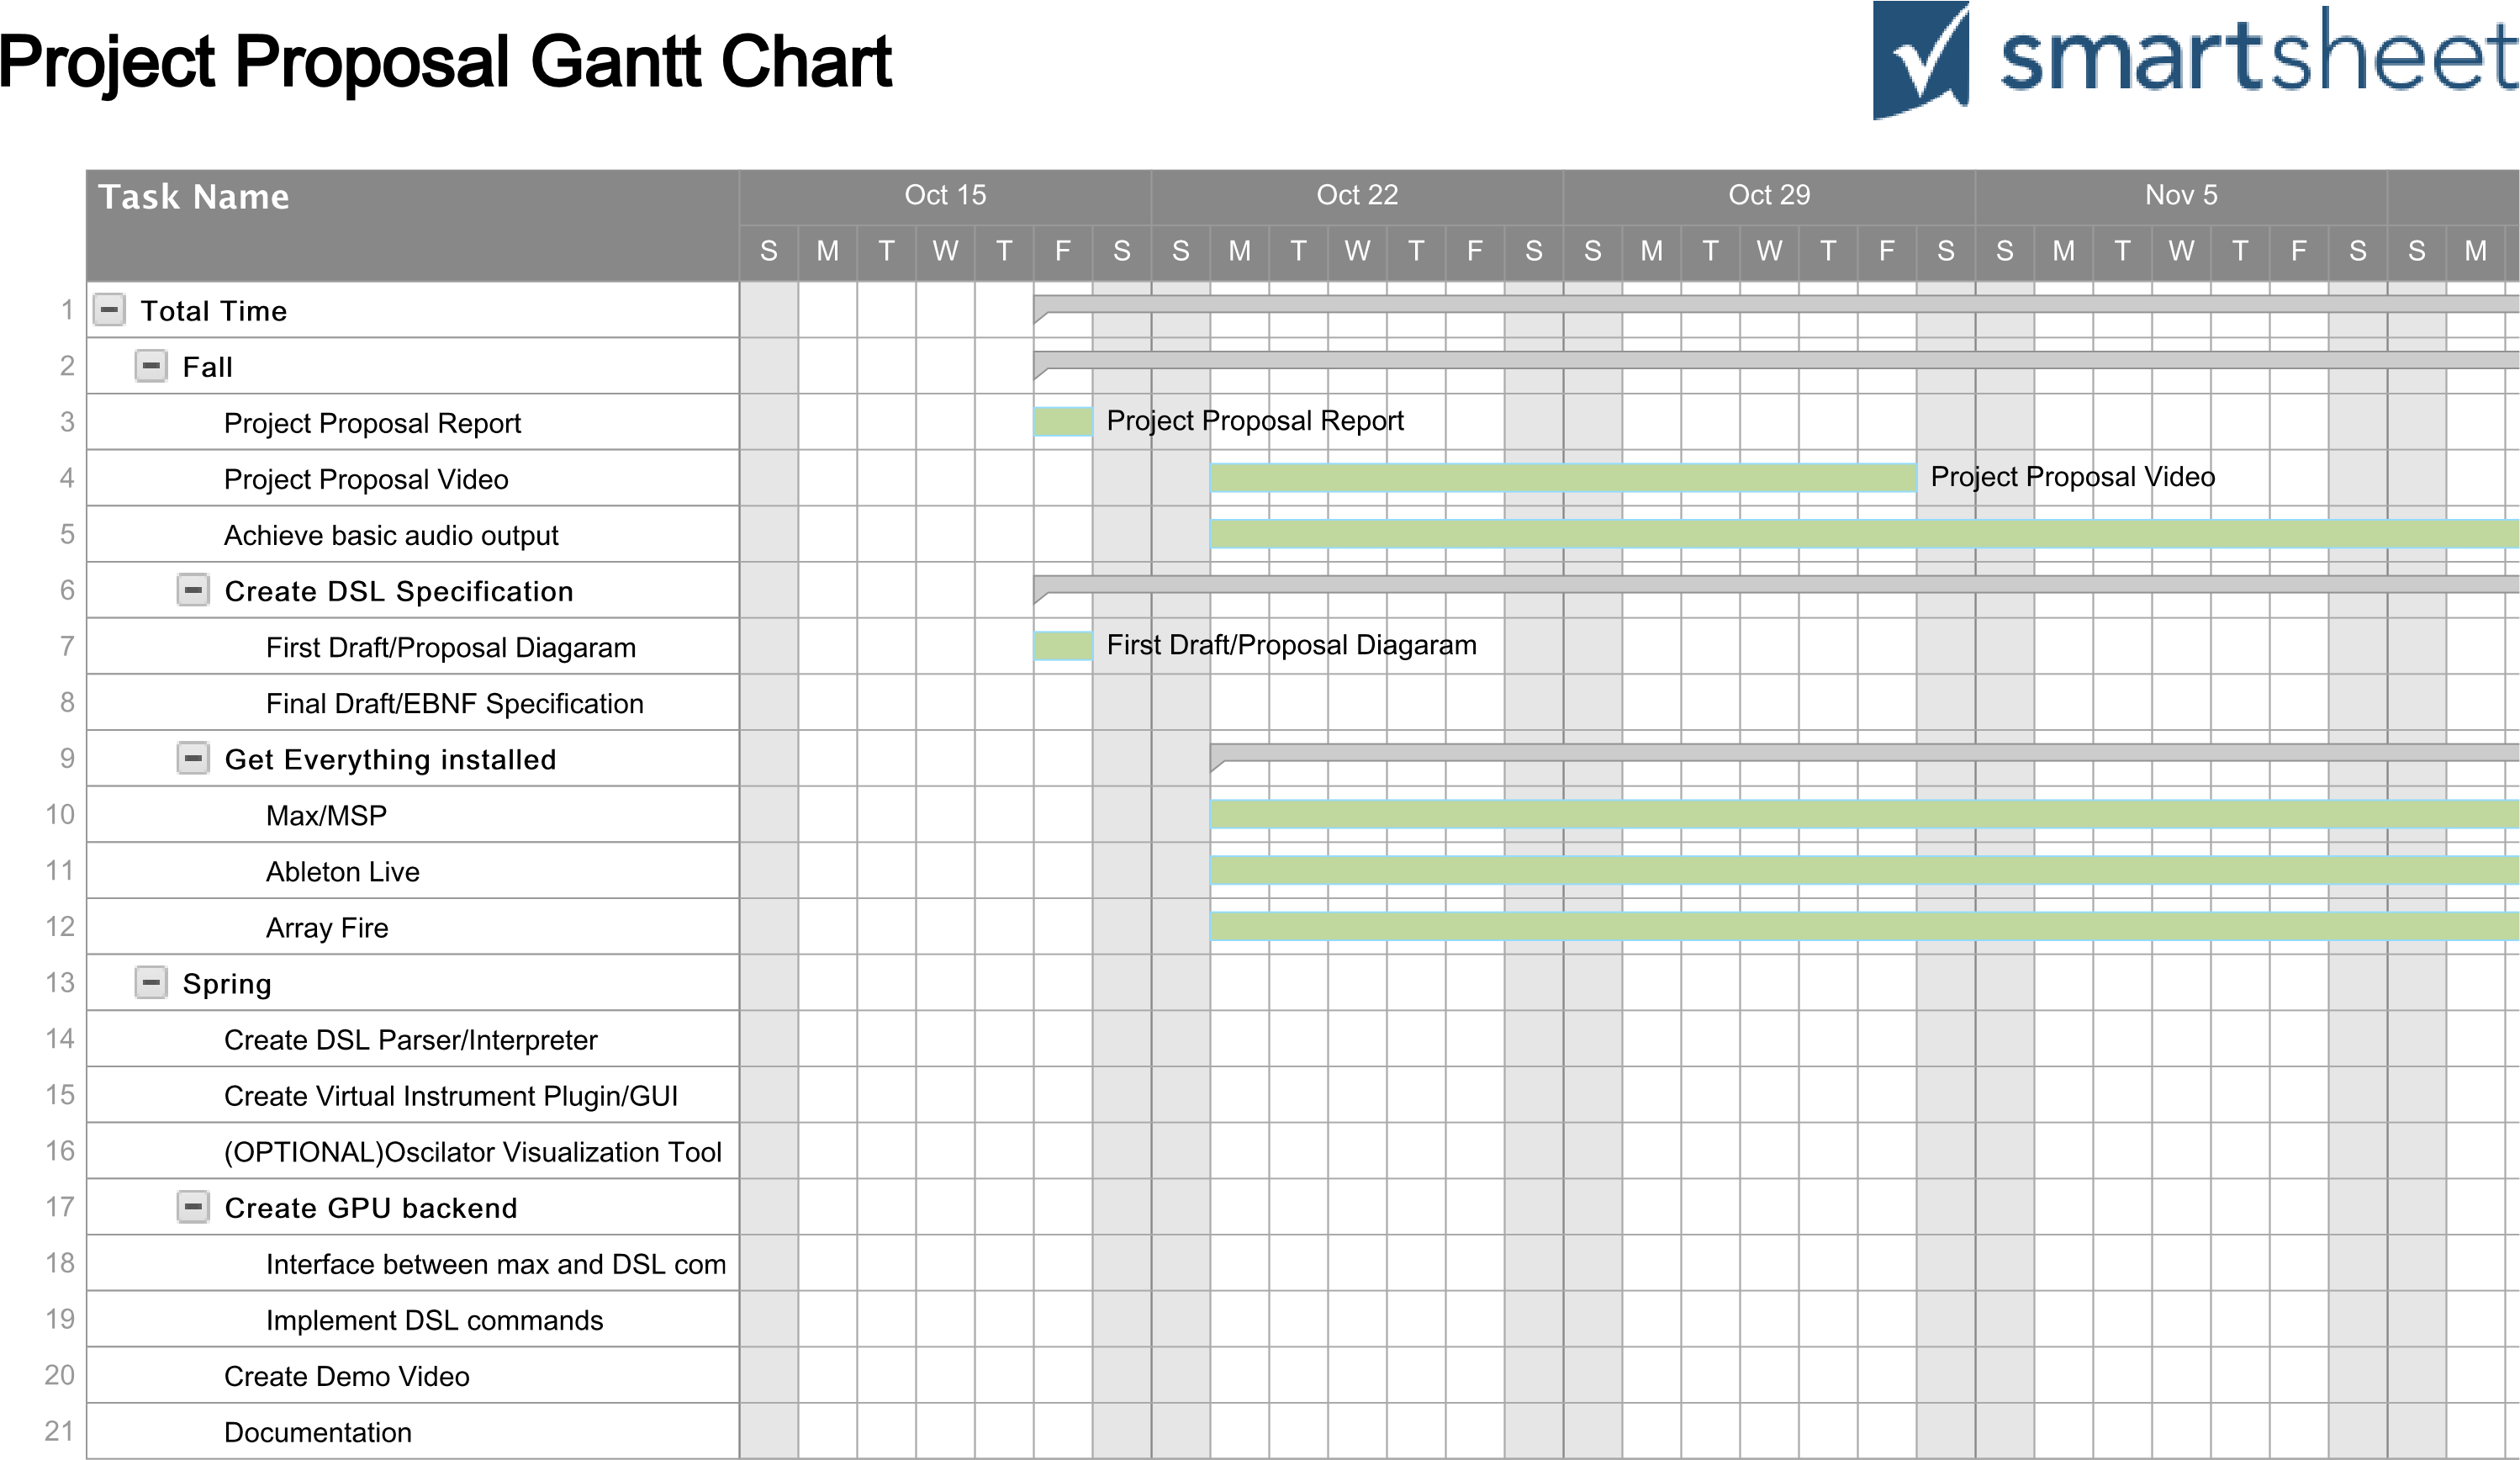 Project Proposal Gantt Chart
smartsheet
Task Name
Oct 15 Oct 22 Oct 29 Nov 5
S M T W T F S S M T W T F S S M T W T F S S M T W T F S S M
1 Total Time
2 Fall
3 Project Proposal Report Project Proposal Report
4 Project Proposal Video Project Proposal Video
5 Achieve basic audio output
6 Create DSL Specification
7 First Draft/Proposal Diagaram First Draft/Proposal Diagaram
8 Final Draft/EBNF Specification
9 Get Everything installed
10 Max/MSP
11 Ableton Live
12 Array Fire
13 Spring
14 Create DSL Parser/Interpreter
15 Create Virtual Instrument Plugin/GUI
16 (OPTIONAL)Oscilator Visualization Tool
17 Create GPU backend
18 Interface between max and DSL com
19 Implement DSL commands
20 Create Demo Video
21 Documentation